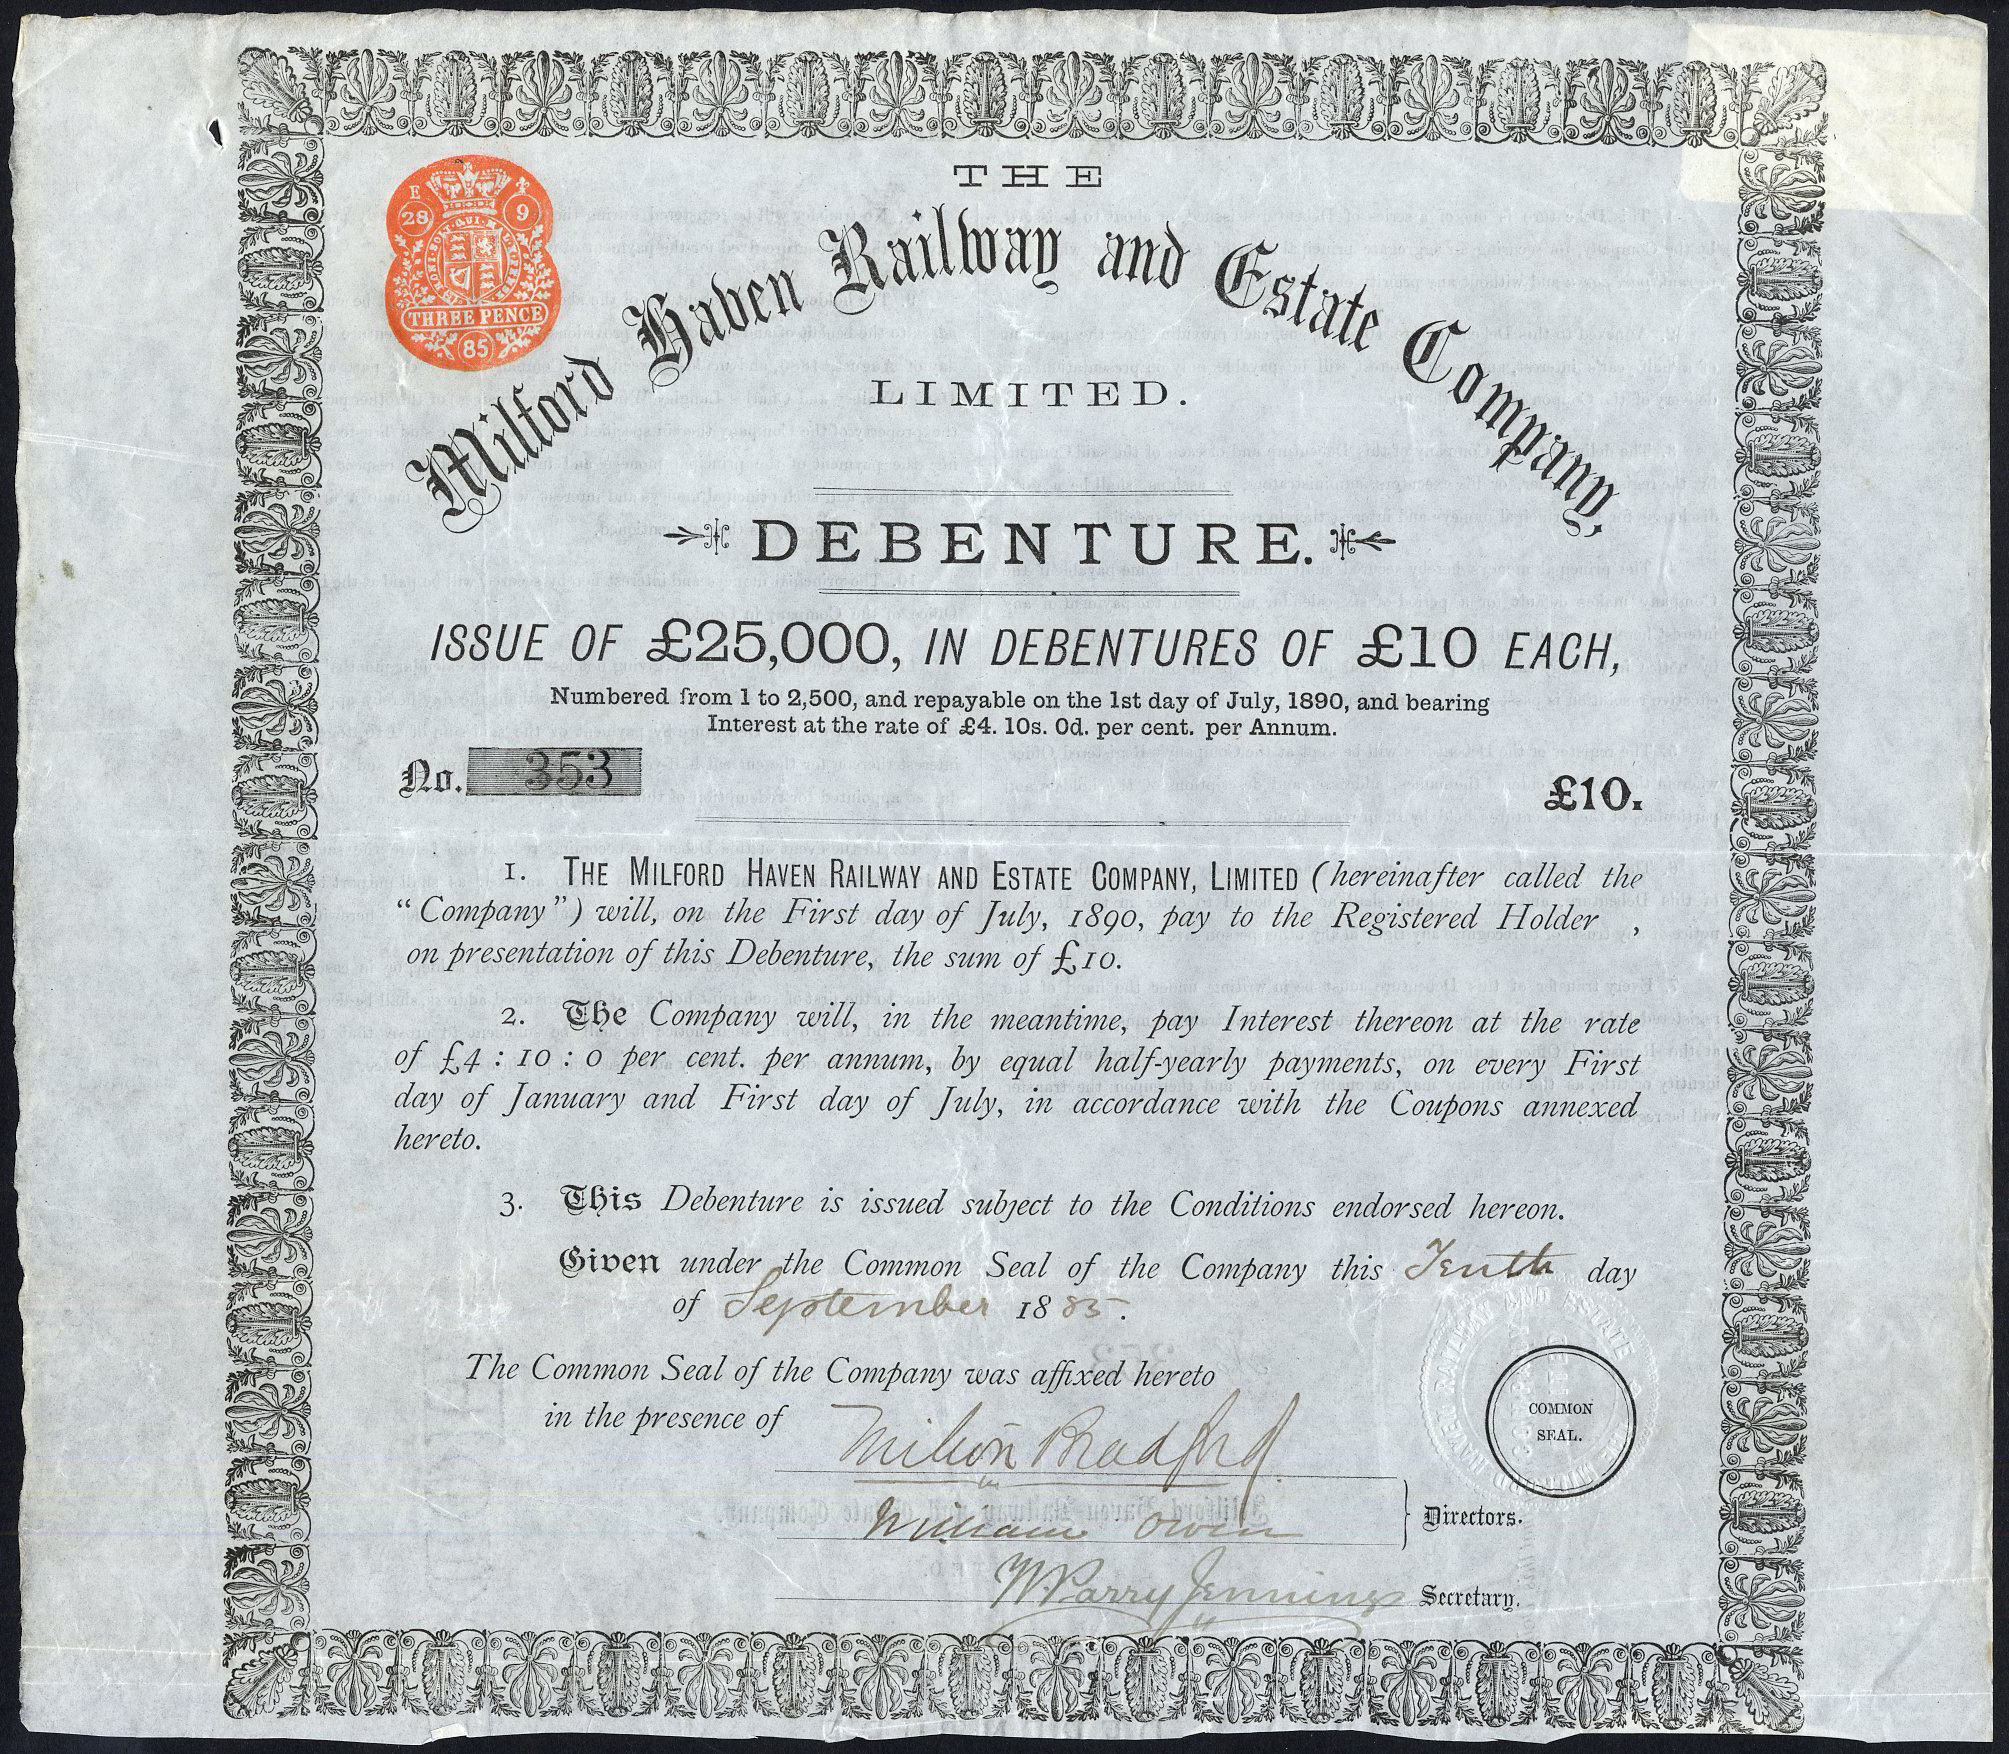 THE
Milford Haven Railway and Estate Company,
LIMITED.
DEBENTURE.
ISSUE OF £25,000, IN DEBENTURES OF £10 EACH,
Numbered from 1 to 2,500, and repayable on the 1st day of July, 1890, and bearing
Interest at the rate of £4. 10s. 0d. per cent. per Annum.
E
28 9
HONI SOIT QUI MAL Y PENSE
THREE PENCE
85
No. 353 £10.
1. THE MILFORD HAVEN RAILWAY AND ESTATE COMPANY, LIMITED (hereinafter called the
"Company") will, on the First day of July, 1890, pay to the Registered Holder ,
on presentation of this Debenture, the sum of £10.
2. The Company will, in the meantime, pay Interest thereon at the rate
of £4 : 10 : 0 per cent. per annum, by equal half-yearly payments, on every First
day of January and First day of July, in accordance with the Coupons annexed
hereto.
3. This Debenture is issued subject to the Conditions endorsed hereon.
Given under the Common Seal of the Company this Tenth day
of September 1885.
The Common Seal of the Company was affixed hereto
in the presence of
Milton Bradford
William Owen
Directors.
W. Parry Jennings Secretary.
COMMON
SEAL.
RAILWAY AND ESTATE